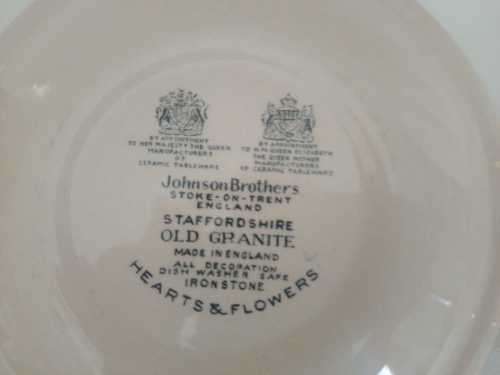 BY APPOINTMENT
TO HER MAJESTY THE QUEEN
MANUFACTURERS
OF
CERAMIC TABLEWARE
BY APPOINTMENT
TO H.M. QUEEN ELIZABETH
THE QUEEN MOTHER
MANUFACTURERS
OF CERAMIC TABLEWARE
Johnson Brothers
STOKE-ON-TRENT
ENGLAND
STAFFORDSHIRE
OLD GRANITE
MADE IN ENGLAND
ALL DECORATION
DISH WASHER SAFE
IRONSTONE
HEARTS & FLOWERS